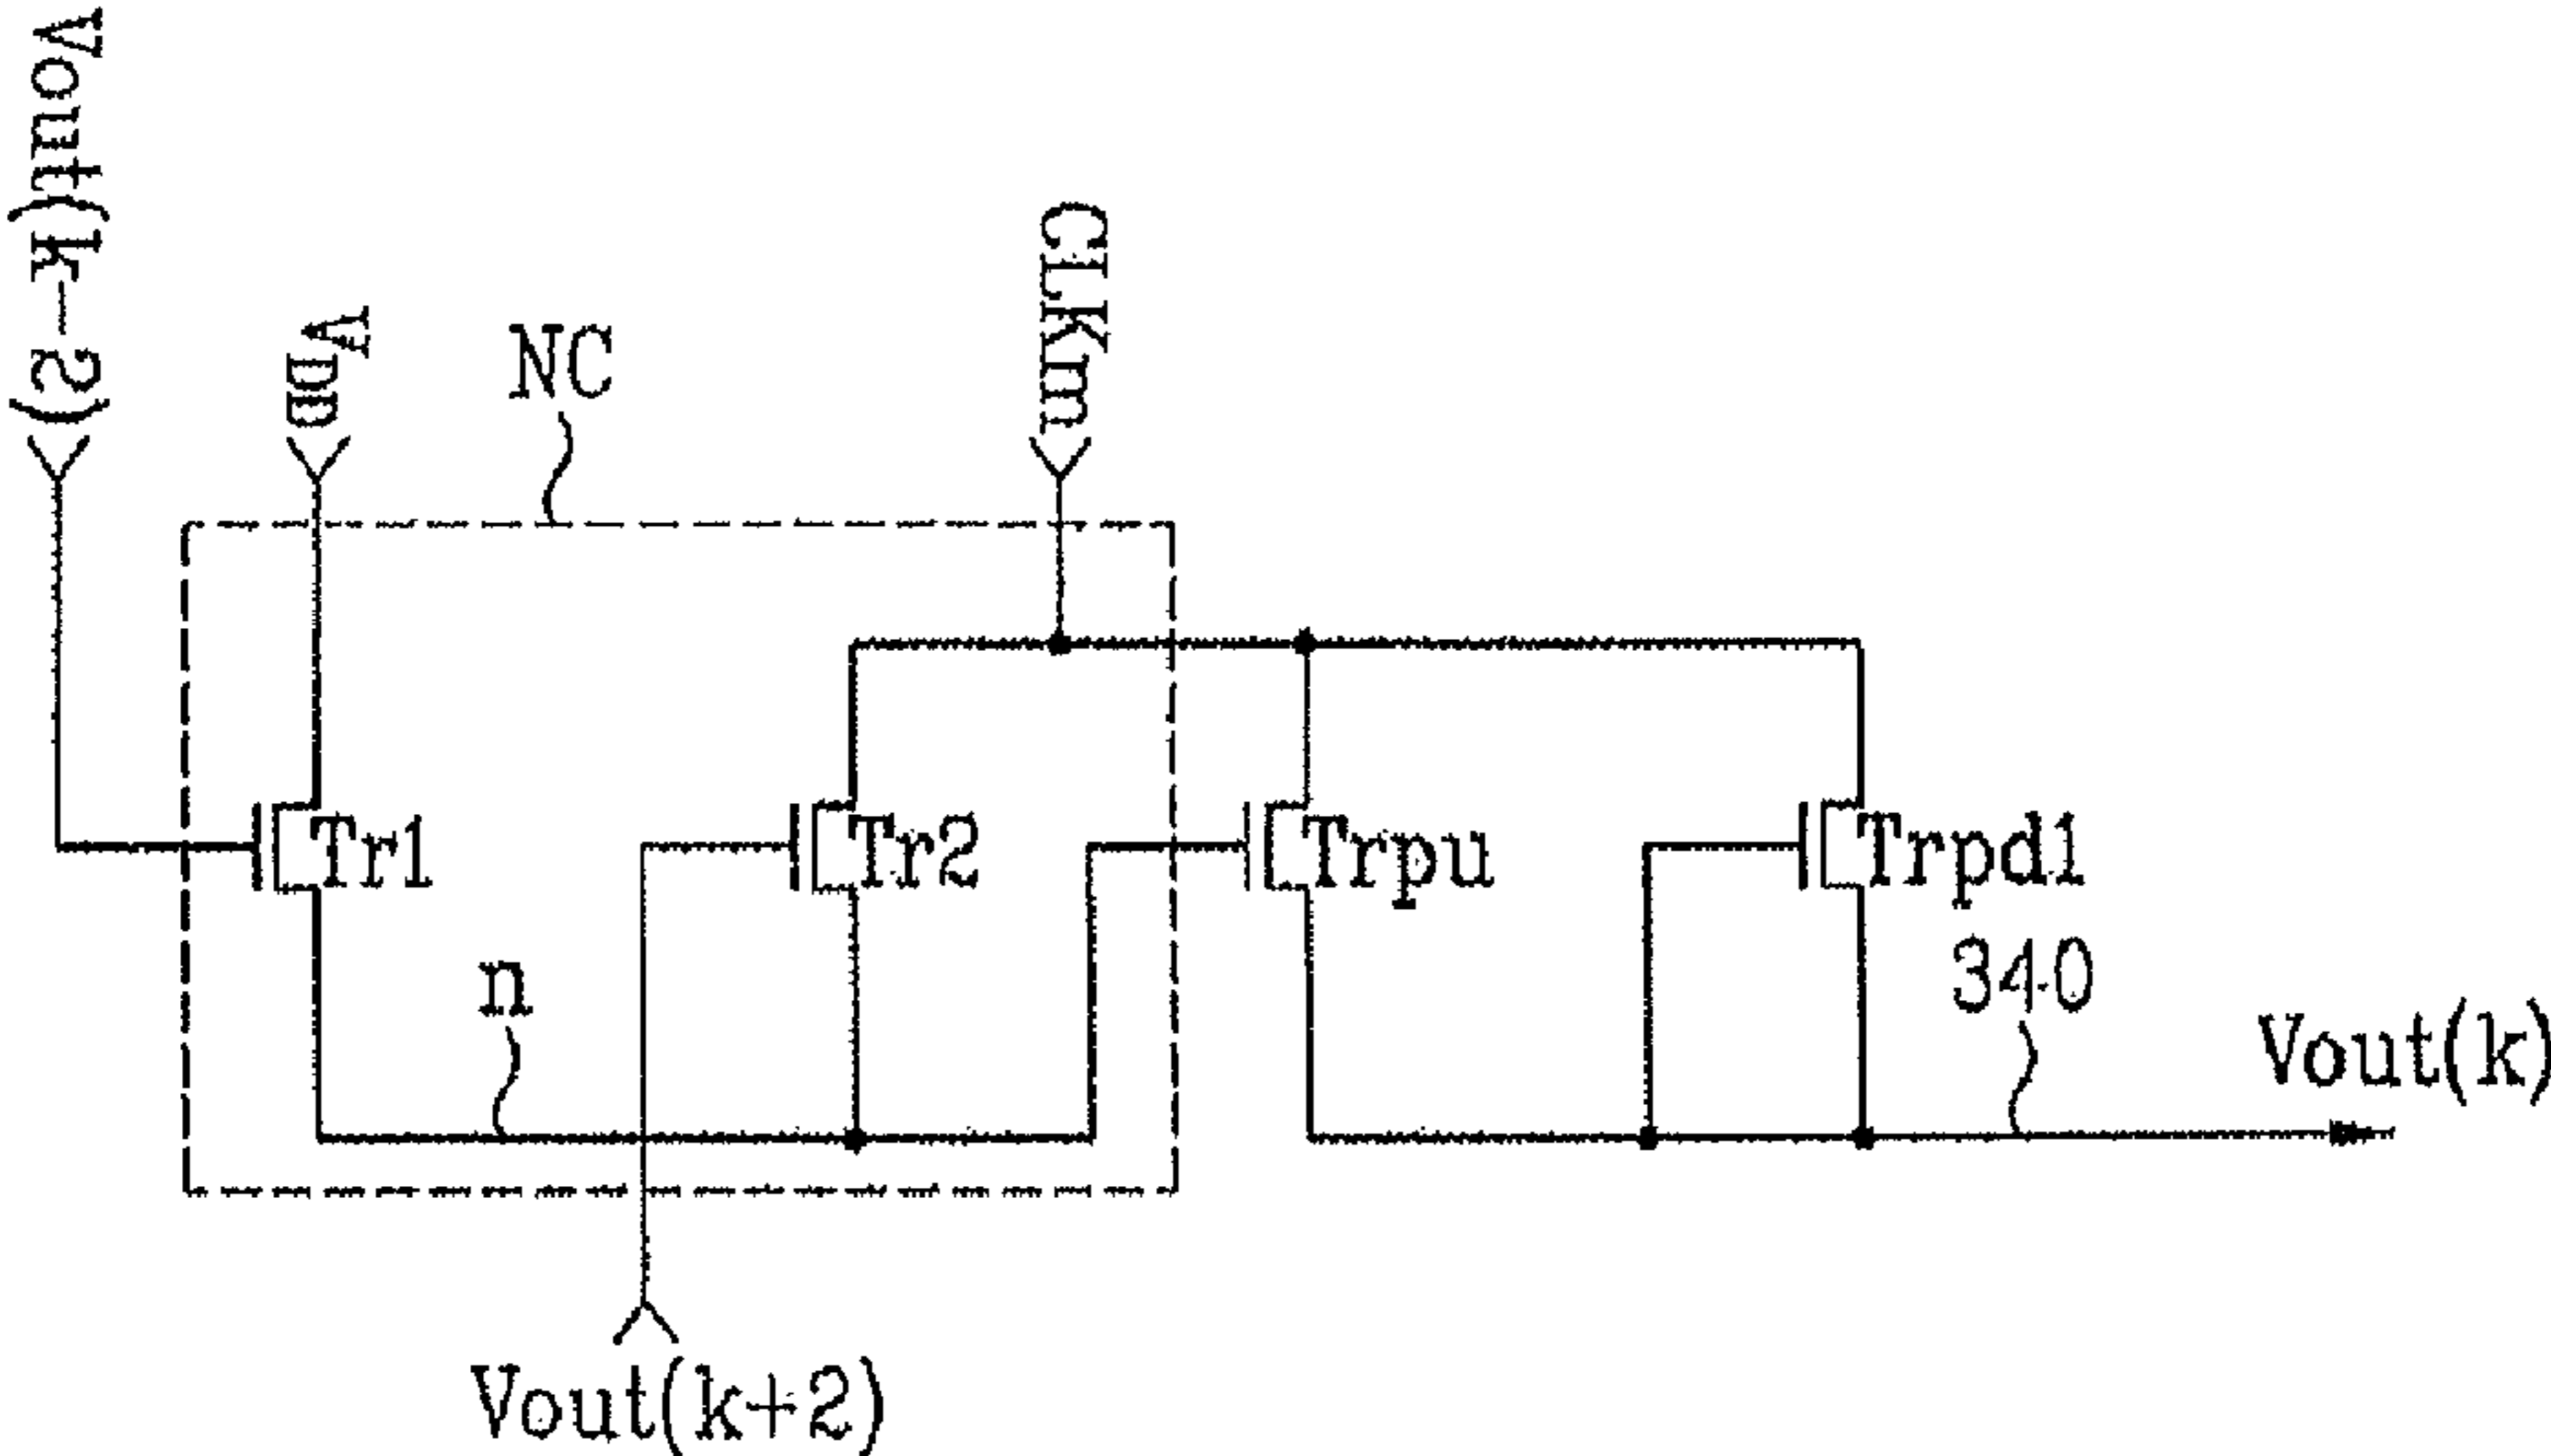 Vout(k-2)
VDD
NC
CLKm
Tr1
Tr2
Trpu
Trpd1
n
340
Vout(k)
Vout(k+2)